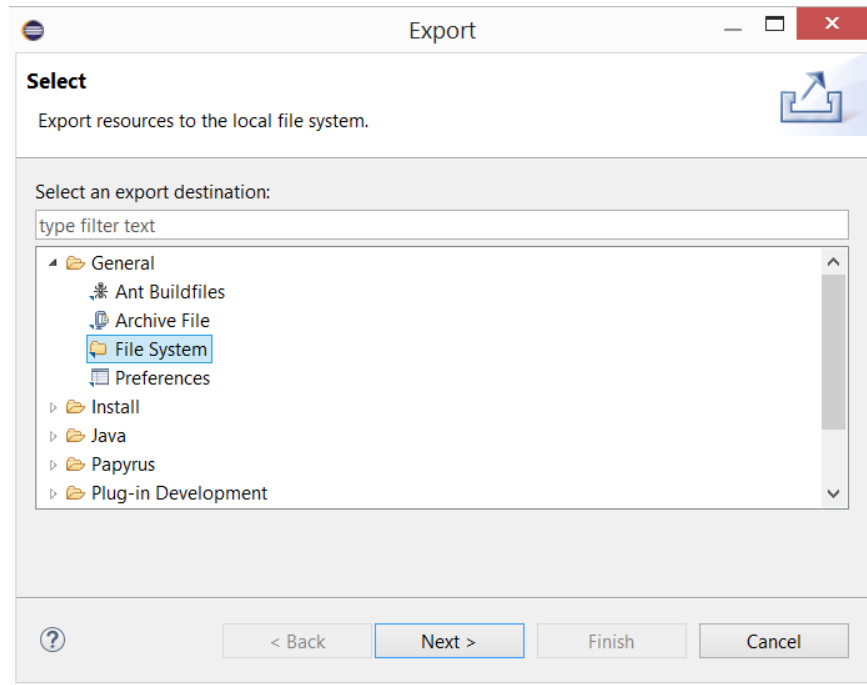 Export
Select
Export resources to the local file system.
Select an export destination:
type filter text
General
Ant Buildfiles
Archive File
File System
Preferences
Install
Java
Papyrus
Plug-in Development
? < Back Next > Finish Cancel